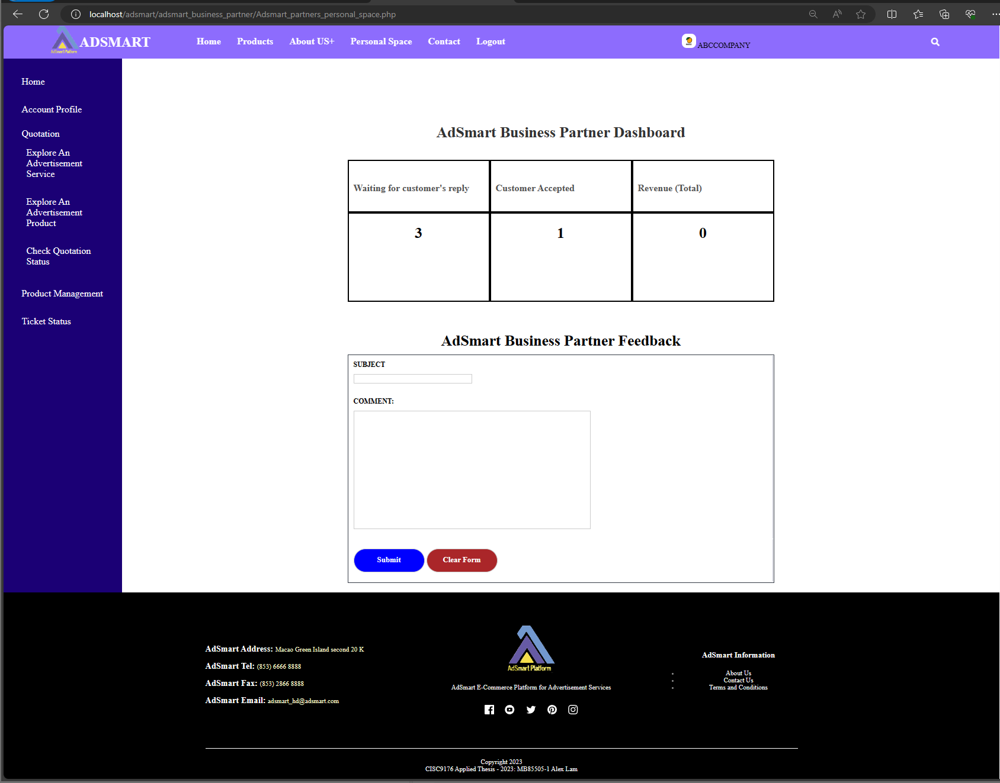 localhost/adsmart/adsmart_business_partner/Adsmart_partners_personal_space.php
AdSmart Platform
ADSMART
Home
Products
About US+
Personal Space
Contact
Logout
ABCCOMPANY
Home
Account Profile
Quotation
Explore An
Advertisement
Service
Explore An
Advertisement
Product
Check Quotation
Status
Product Management
Ticket Status
AdSmart Business Partner Dashboard
Waiting for customer's reply
Customer Accepted
Revenue (Total)
3
1
0
AdSmart Business Partner Feedback
SUBJECT
COMMENT:
Submit
Clear Form
AdSmart Address: Macao Green Island second 20 K
AdSmart Tel: (853) 6666 8888
AdSmart Fax: (853) 2866 8888
AdSmart Email: adsmart_hd@adsmart.com
AdSmart Platform
AdSmart E-Commerce Platform for Advertisement Services
AdSmart Information
About Us
Contact Us
Terms and Conditions
Copyright 2023
CISC9176 Applied Thesis - 2023: MB85505-1 Alex Lam